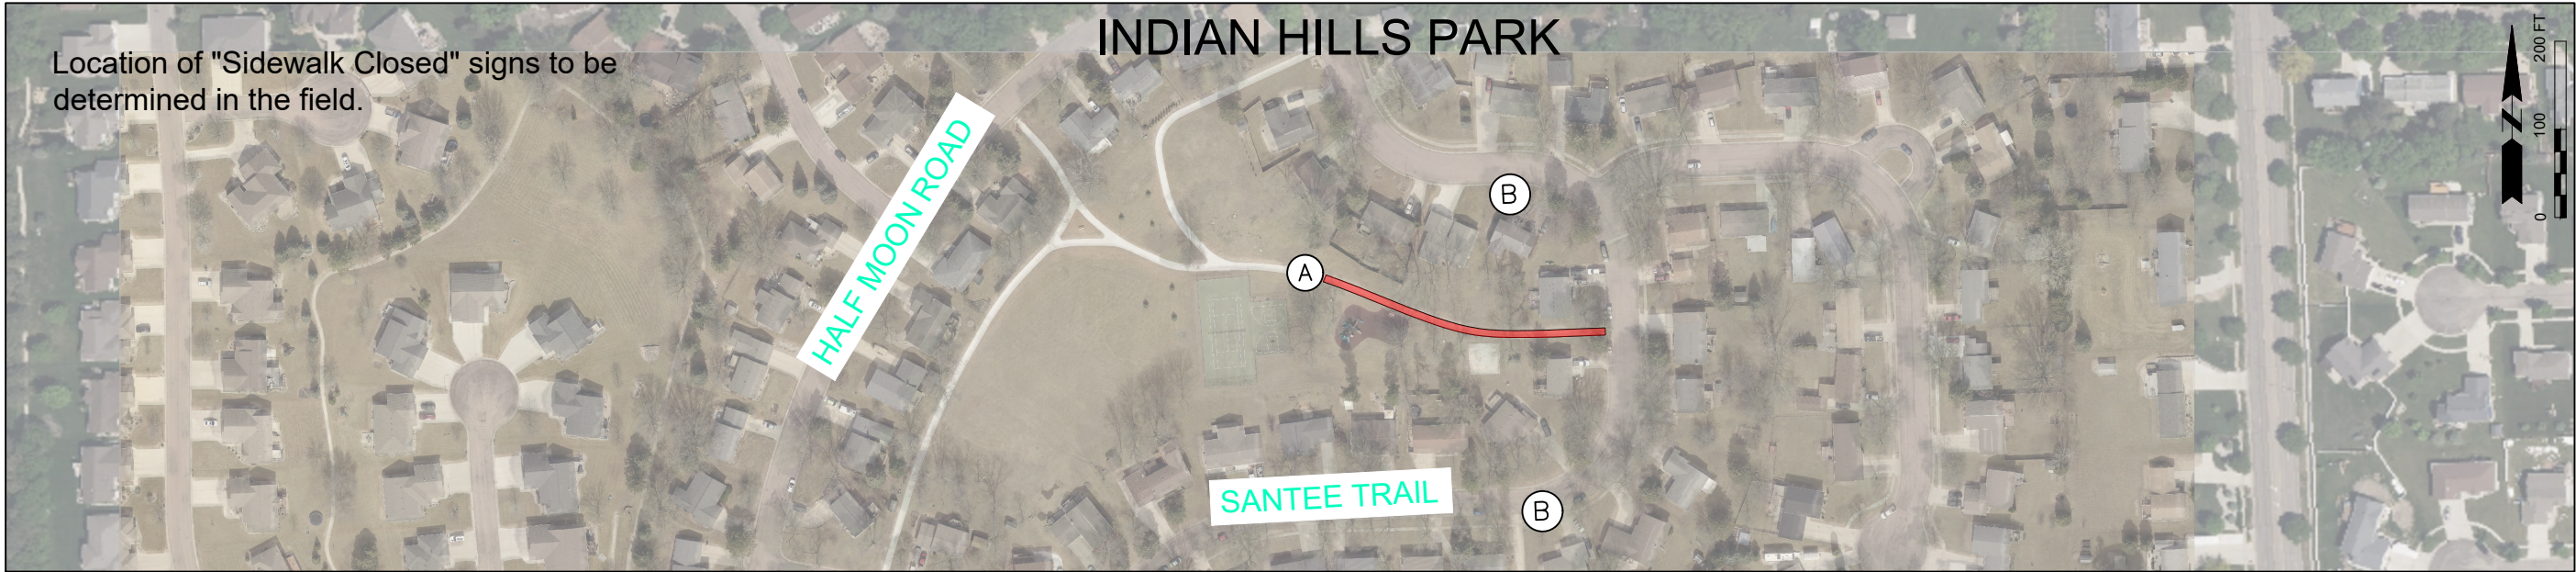 INDIAN HILLS PARK
Location of "Sidewalk Closed" signs to be
determined in the field.
200 FT
100
0
HALF MOON ROAD
B
A
SANTEE TRAIL
B